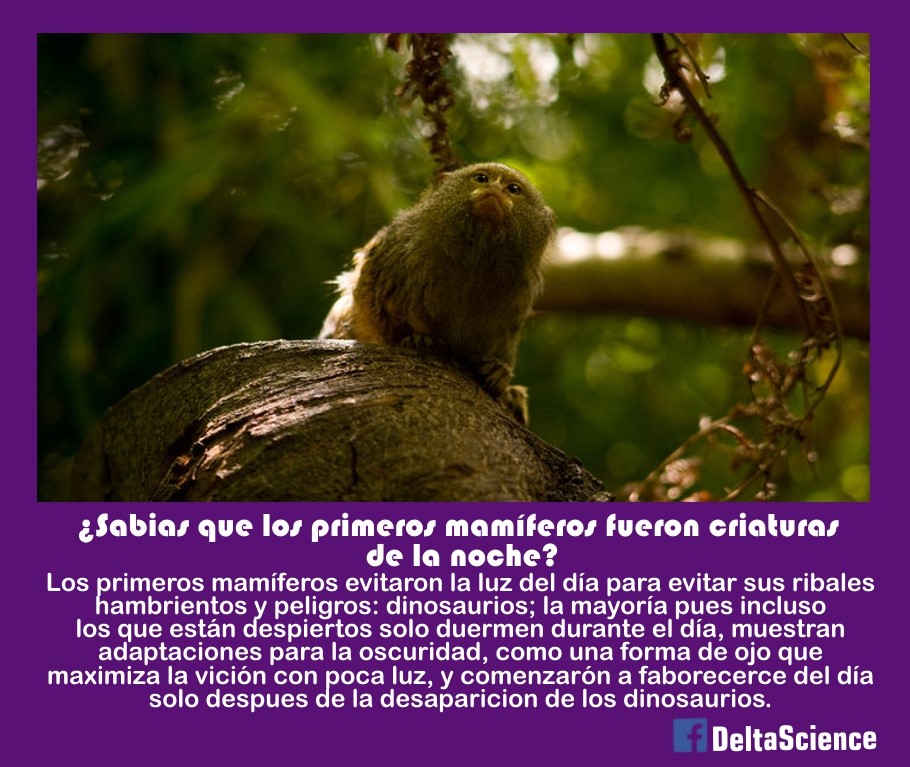 ¿Sabias que los primeros mamíferos fueron criaturas
de la noche?
Los primeros mamíferos evitaron la luz del día para evitar sus ribales
hambrientos y peligros: dinosaurios; la mayoría pues incluso
los que están despiertos solo duermen durante el día, muestran
adaptaciones para la oscuridad, como una forma de ojo que
maximiza la vición con poca luz, y comenzarón a faborecerce del día
solo despues de la desaparicion de los dinosaurios.
f DeltaScience